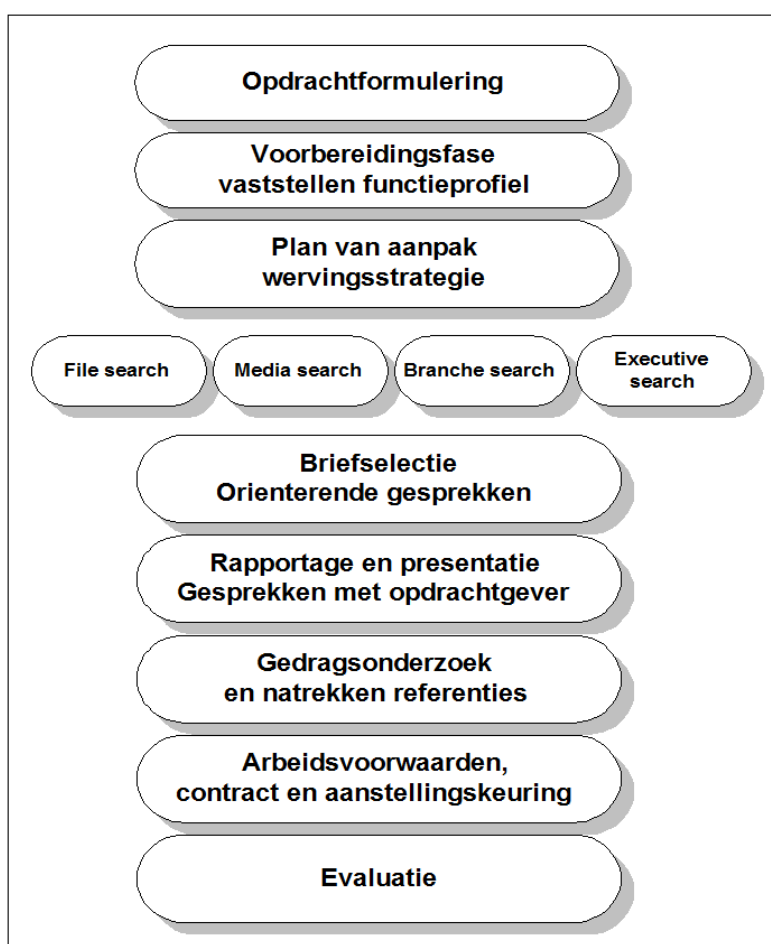 Opdrachtformulering
Voorbereidingsfase
vaststellen functieprofiel
Plan van aanpak
wervingsstrategie
File search
Media search
Branche search
Executive
search
Briefselectie
Orienterende gesprekken
Rapportage en presentatie
Gesprekken met opdrachtgever
Gedragsonderzoek
en natrekken referenties
Arbeidsvoorwaarden,
contract en aanstellingskeuring
Evaluatie